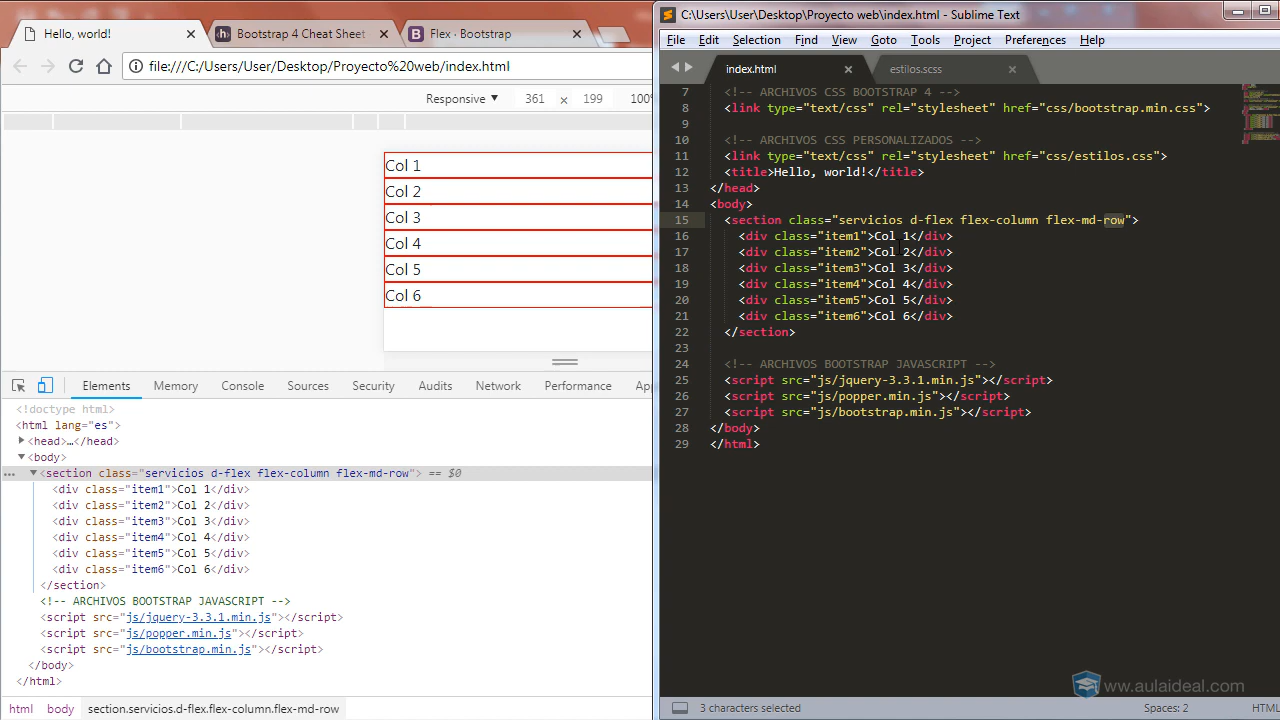 Hello, world!
Bootstrap 4 Cheat Sheet
Flex · Bootstrap
file:///C:/Users/User/Desktop/Proyecto%20web/index.html
Responsive
361 x 199
100%
Col 1
Col 2
Col 3
Col 4
Col 5
Col 6
Elements Memory Console Sources Security Audits Network Performance Ap
<!doctype html>
<html lang="es">
<head>…</head>
<body>
... <section class="servicios d-flex flex-column flex-md-row"> == $0
<div class="item1">Col 1</div>
<div class="item2">Col 2</div>
<div class="item3">Col 3</div>
<div class="item4">Col 4</div>
<div class="item5">Col 5</div>
<div class="item6">Col 6</div>
</section>
<!-- ARCHIVOS BOOTSTRAP JAVASCRIPT -->
<script src="js/jquery-3.3.1.min.js"></script>
<script src="js/popper.min.js"></script>
<script src="js/bootstrap.min.js"></script>
</body>
</html>
html body section.servicios.d-flex.flex-column.flex-md-row
C:\Users\User\Desktop\Proyecto web\index.html - Sublime Text
File Edit Selection Find View Goto Tools Project Preferences Help
index.html
estilos.scss
7 <!-- ARCHIVOS CSS BOOTSTRAP 4 -->
8 <link type="text/css" rel="stylesheet" href="css/bootstrap.min.css">
9
10 <!-- ARCHIVOS CSS PERSONALIZADOS -->
11 <link type="text/css" rel="stylesheet" href="css/estilos.css">
12 <title>Hello, world!</title>
13 </head>
14 <body>
15 <section class="servicios d-flex flex-column flex-md-row">
16 <div class="item1">Col 1</div>
17 <div class="item2">Col 2</div>
18 <div class="item3">Col 3</div>
19 <div class="item4">Col 4</div>
20 <div class="item5">Col 5</div>
21 <div class="item6">Col 6</div>
22 </section>
23
24 <!-- ARCHIVOS BOOTSTRAP JAVASCRIPT -->
25 <script src="js/jquery-3.3.1.min.js"></script>
26 <script src="js/popper.min.js"></script>
27 <script src="js/bootstrap.min.js"></script>
28 </body>
29 </html>
www.aulaideal.com
3 characters selected
Spaces: 2
HTML